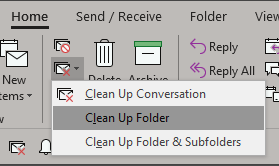 Home Send / Receive Folder View
New
Items
Delete Archive
Reply
Reply All
Clean Up Conversation
Clean Up Folder
Clean Up Folder & Subfolders